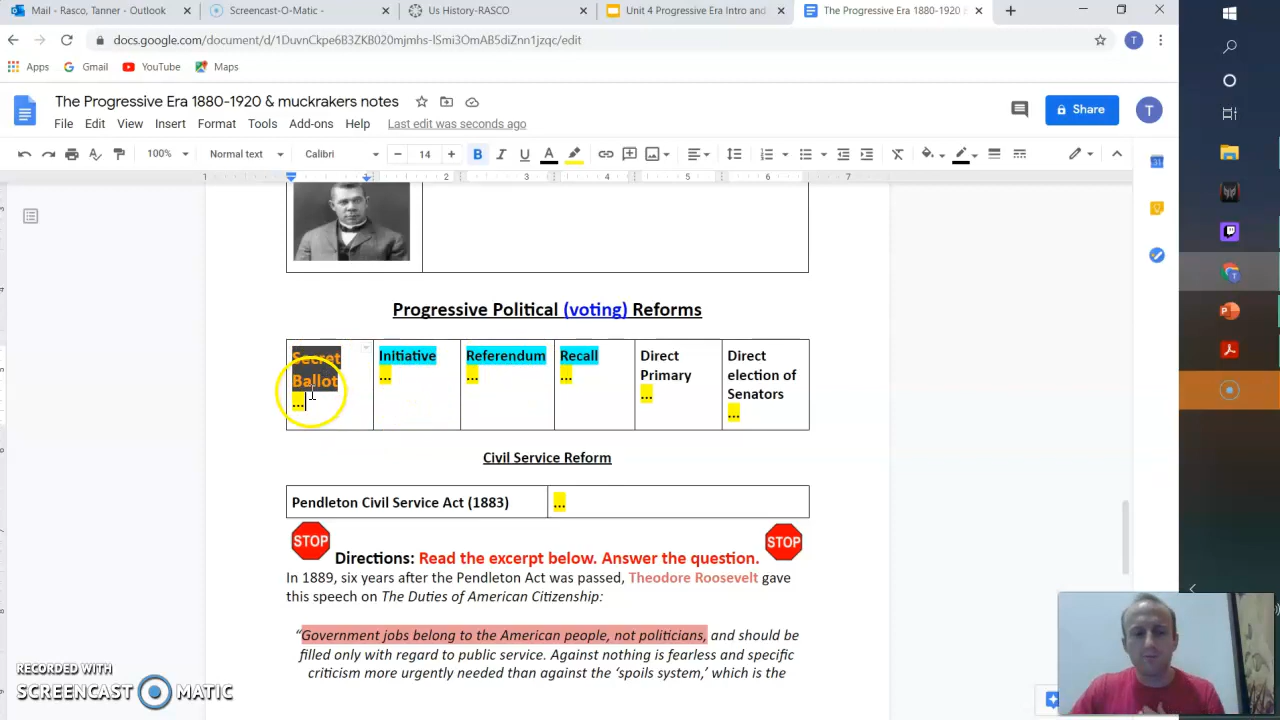 Mail - Rasco, Tanner - Outlook
Screencast-O-Matic -
Us History-RASCO
Unit 4 Progressive Era Intro and
The Progressive Era 1880-1920 &
docs.google.com/document/d/1DuvnCkpe6B3ZKB020mjmhs-lSmi3OmAB5diZnn1jzqc/edit
T
Apps
Gmail
YouTube
Maps
The Progressive Era 1880-1920 & muckrakers notes
File Edit View Insert Format Tools Add-ons Help Last edit was seconds ago
Share
T
100% Normal text Calibri 14 B I U A
1 1 2 3 4 5 6 7
Progressive Political (voting) Reforms
Secret
Ballot
...
Initiative
...
Referendum
...
Recall
...
Direct
Primary
...
Direct
election of
Senators
...
Civil Service Reform
Pendleton Civil Service Act (1883)
...
STOP
Directions: Read the excerpt below. Answer the question.
STOP
In 1889, six years after the Pendleton Act was passed, Theodore Roosevelt gave
this speech on The Duties of American Citizenship:
“Government jobs belong to the American people, not politicians, and should be
filled only with regard to public service. Against nothing is fearless and specific
criticism more urgently needed than against the ‘spoils system,’ which is the
RECORDED WITH
SCREENCAST MATIC